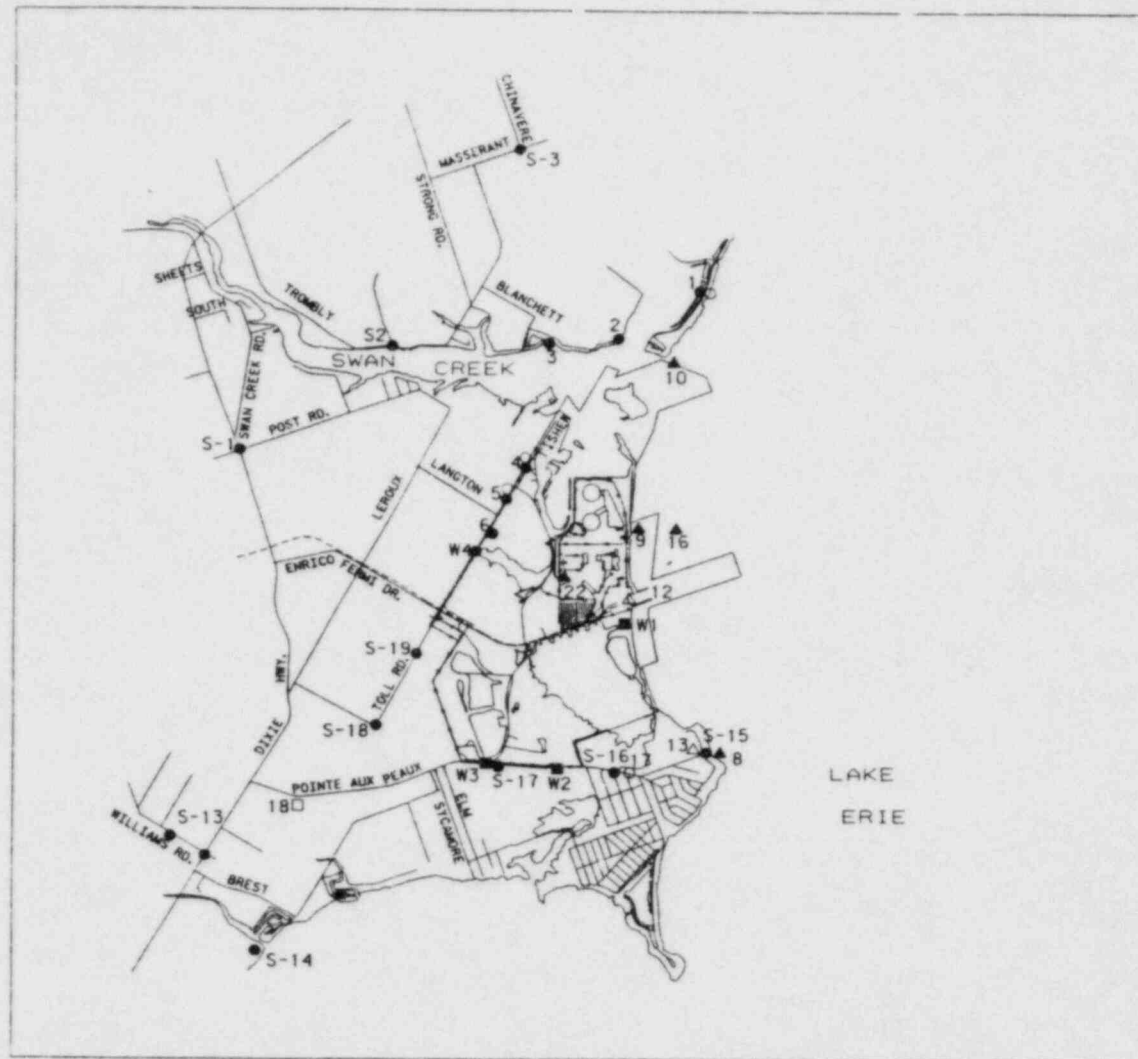 CHINAVERE
MASSERANT
S-3
STRONG RD.
SHEETS
SOUTH
TROMBLY
BLANCHETT
1
2
S2
3
SWAN CREEK
10
SWAN CREEK RD.
POST RD.
S-1
LANGTON
LEROUX
4
5
6
W4
9
16
ENRICO FERMI DR.
22
12
W1
S-19
TOLL RD.
HWY.
DIXIE
S-18
S-15
13
8
S-16
17
W3
S-17
W2
POINTE AUX PEAUX
18
ELM
SYCAMORE
LAKE
ERIE
S-13
WILLIAMS RD.
BREST
S-14